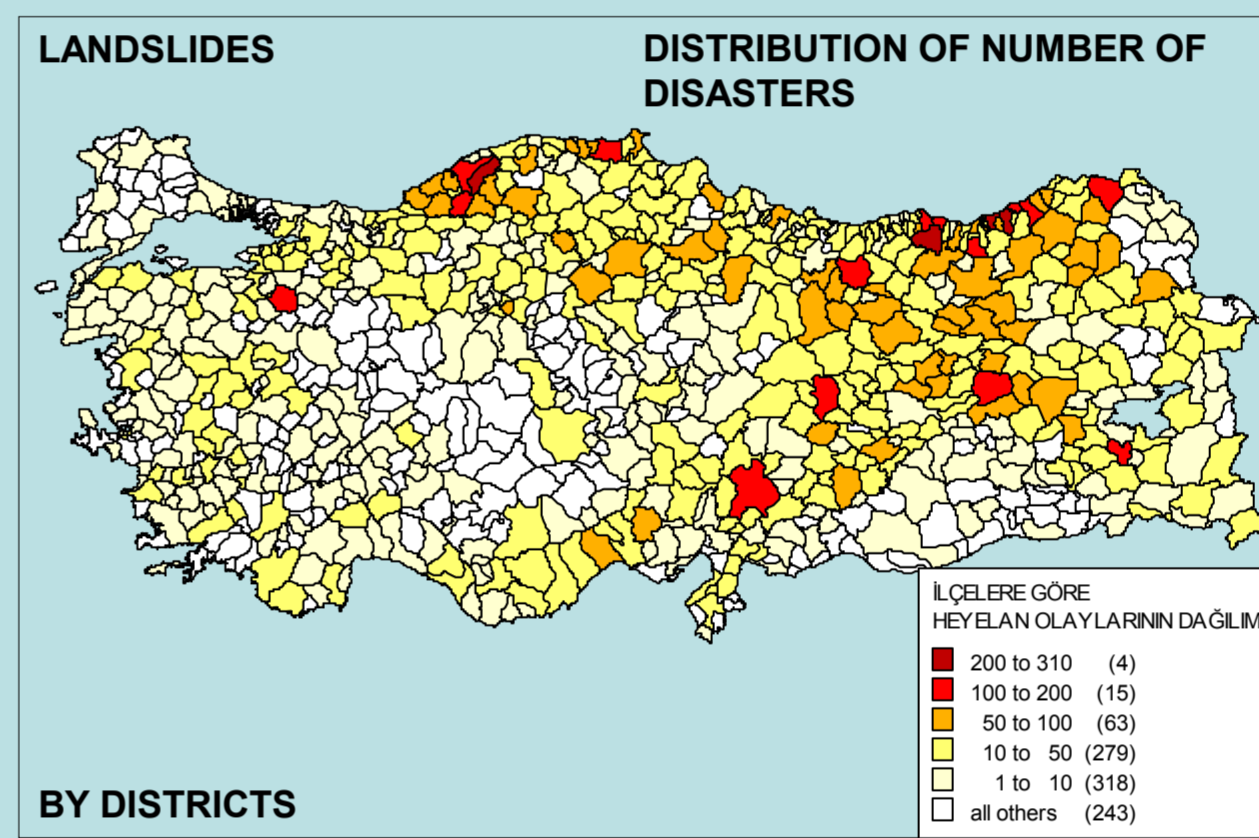 LANDSLIDES
DISTRIBUTION OF NUMBER OF
DISASTERS
İLÇELERE GÖRE
HEYELAN OLAYLARININ DAĞILIM
200 to 310 (4)
100 to 200 (15)
50 to 100 (63)
10 to 50 (279)
1 to 10 (318)
all others (243)
BY DISTRICTS